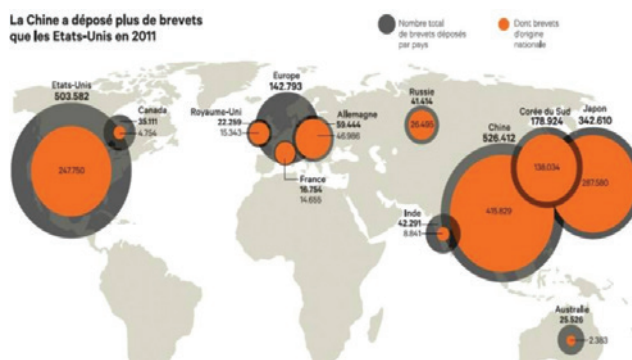 La Chine a déposé plus de brevets
que les Etats-Unis en 2011
Nombre total
de brevets déposés
par pays
Dont brevets
d'origine
nationale
Etats-Unis
503.582
247.750
Canada
35.111
4.754
Europe
142.793
Royaume-Uni
22.259
15.343
Allemagne
59.444
46.986
France
16.754
14.655
Russie
41.414
26.495
Chine
526.412
415.829
Corée du Sud
178.924
138.034
Japon
342.610
287.580
Inde
42.291
8.841
Australie
25.526
2.383